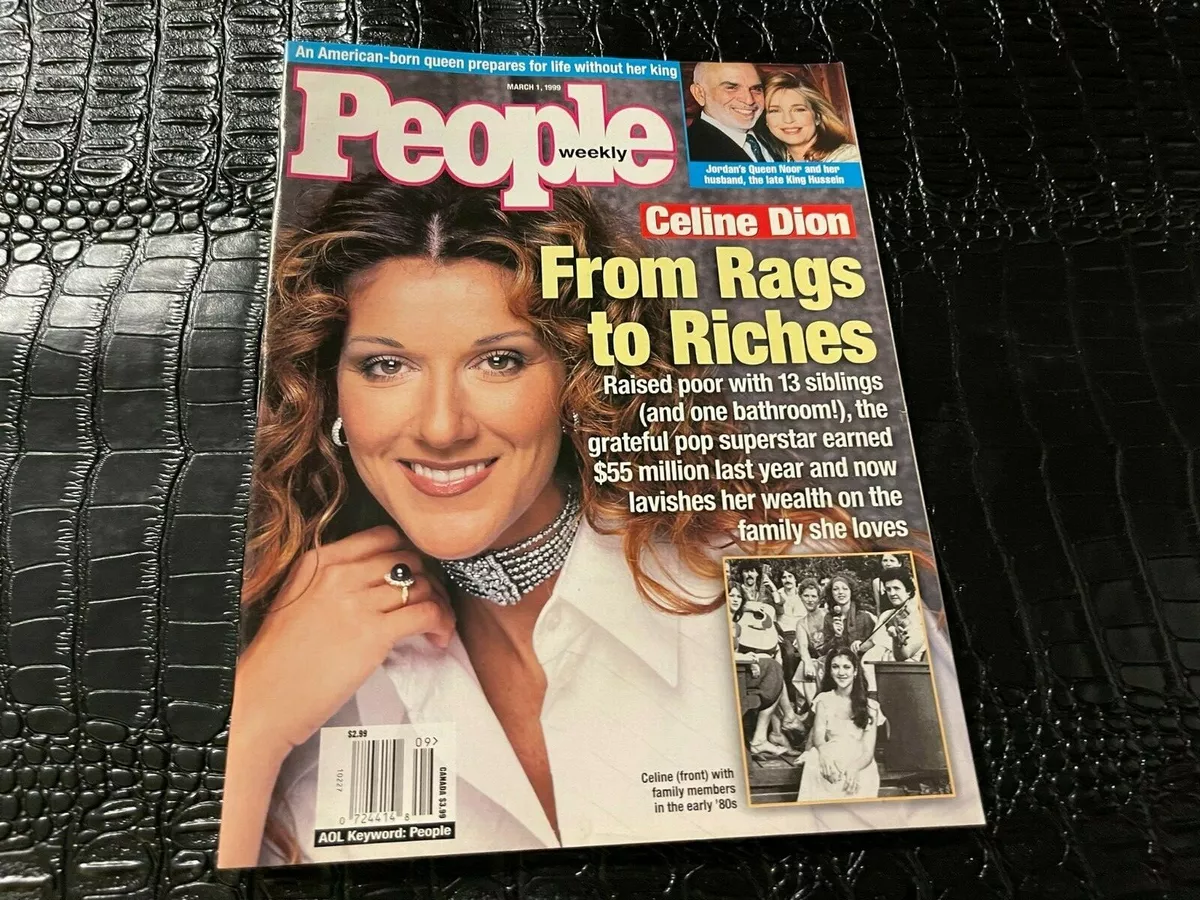 An American-born queen prepares for life without her king
MARCH 1, 1999
People
weekly
Jordan's Queen Noor and her
husband, the late King Hussein
Celine Dion
From Rags
to Riches
Raised poor with 13 siblings
(and one bathroom!), the
grateful pop superstar earned
$55 million last year and now
lavishes her wealth on the
family she loves
Celine (front) with
family members
in the early '80s
$2.99
09>
10227
CANADA $3.99
0 724414 8
AOL Keyword: People